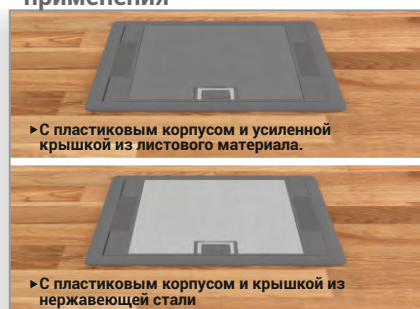 применения
▸С пластиковым корпусом и усиленной
крышкой из листового материала.
▸С пластиковым корпусом и крышкой из
нержавеющей стали